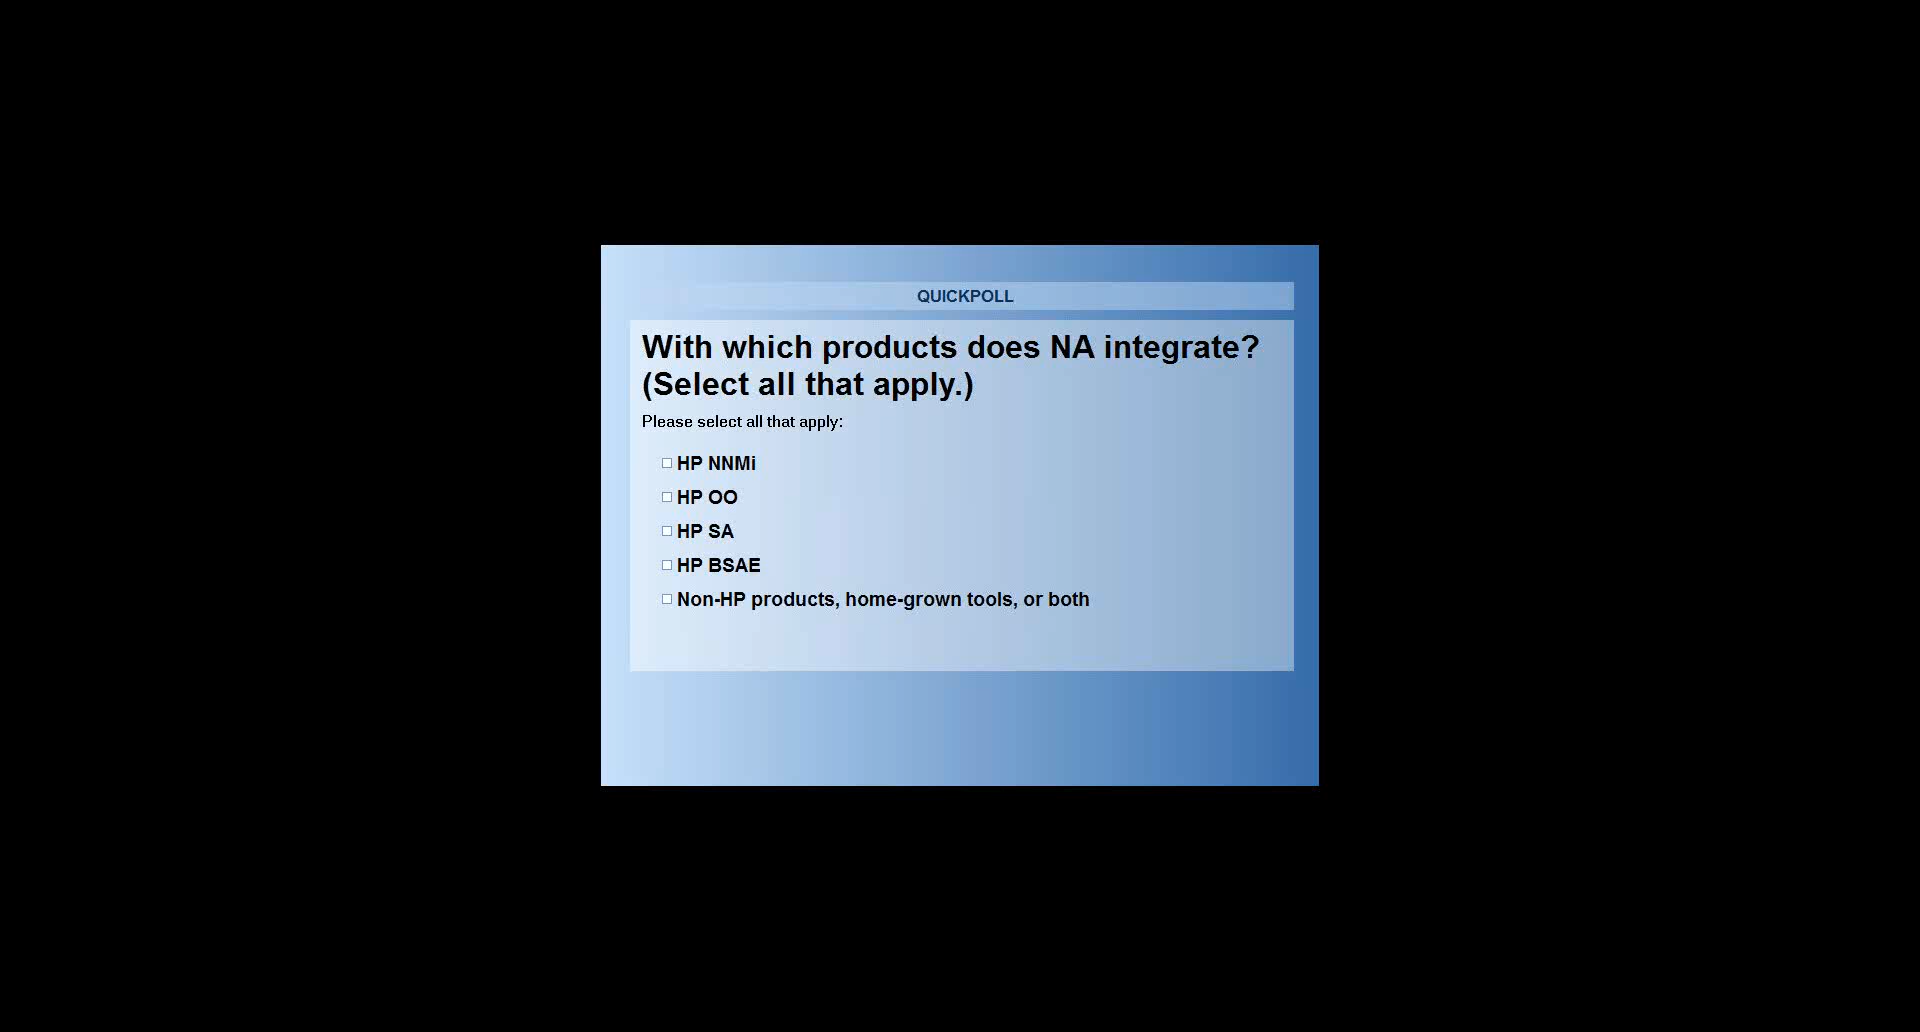 QUICKPOLL
With which products does NA integrate?
(Select all that apply.)
Please select all that apply:
HP NNMi
HP OO
HP SA
HP BSAE
Non-HP products, home-grown tools, or both